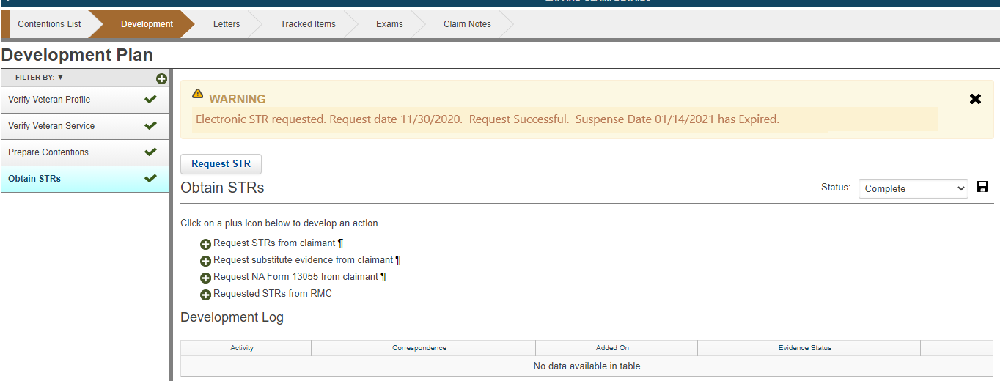 Contentions List
Development
Letters
Tracked Items
Exams
Claim Notes
Development Plan
FILTER BY: ▼
Verify Veteran Profile
Verify Veteran Service
Prepare Contentions
Obtain STRs
WARNING
Electronic STR requested. Request date 11/30/2020.  Request Successful.  Suspense Date 01/14/2021 has Expired.
Request STR
Obtain STRs
Status: Complete
Click on a plus icon below to develop an action.
Request STRs from claimant ¶
Request substitute evidence from claimant ¶
Request NA Form 13055 from claimant ¶
Requested STRs from RMC
Development Log
Activity Correspondence Added On Evidence Status
No data available in table